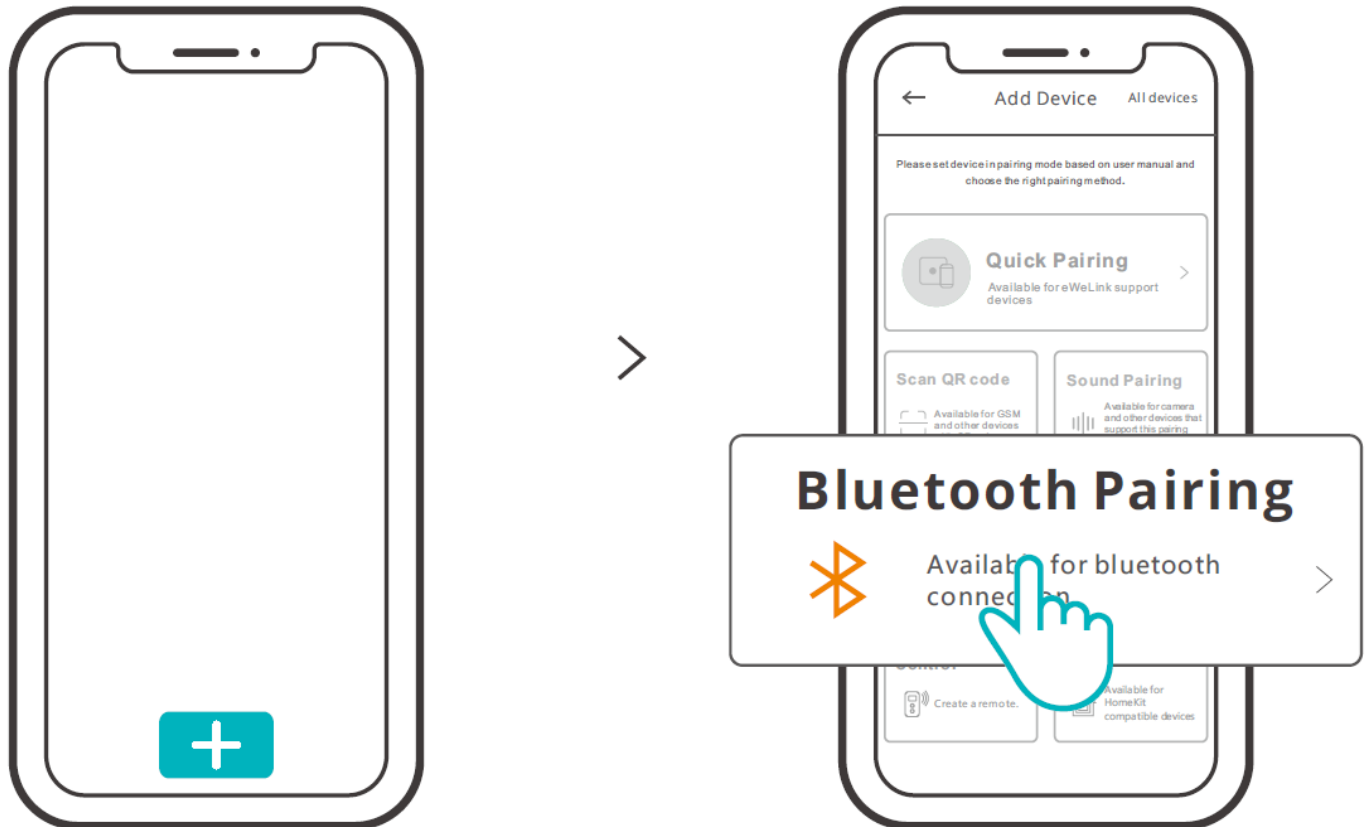 Add Device
All devices
Please set device in pairing mode based on user manual and
choose the right pairing method.
Quick Pairing
Available for eWeLink support
devices
Scan QR code
Available for GSM
and other devices
Sound Pairing
Available for camera
and other devices that
support this pairing
Bluetooth Pairing
Available for bluetooth
connection
Control
Create a remote.
Available for
HomeKit
compatible devices